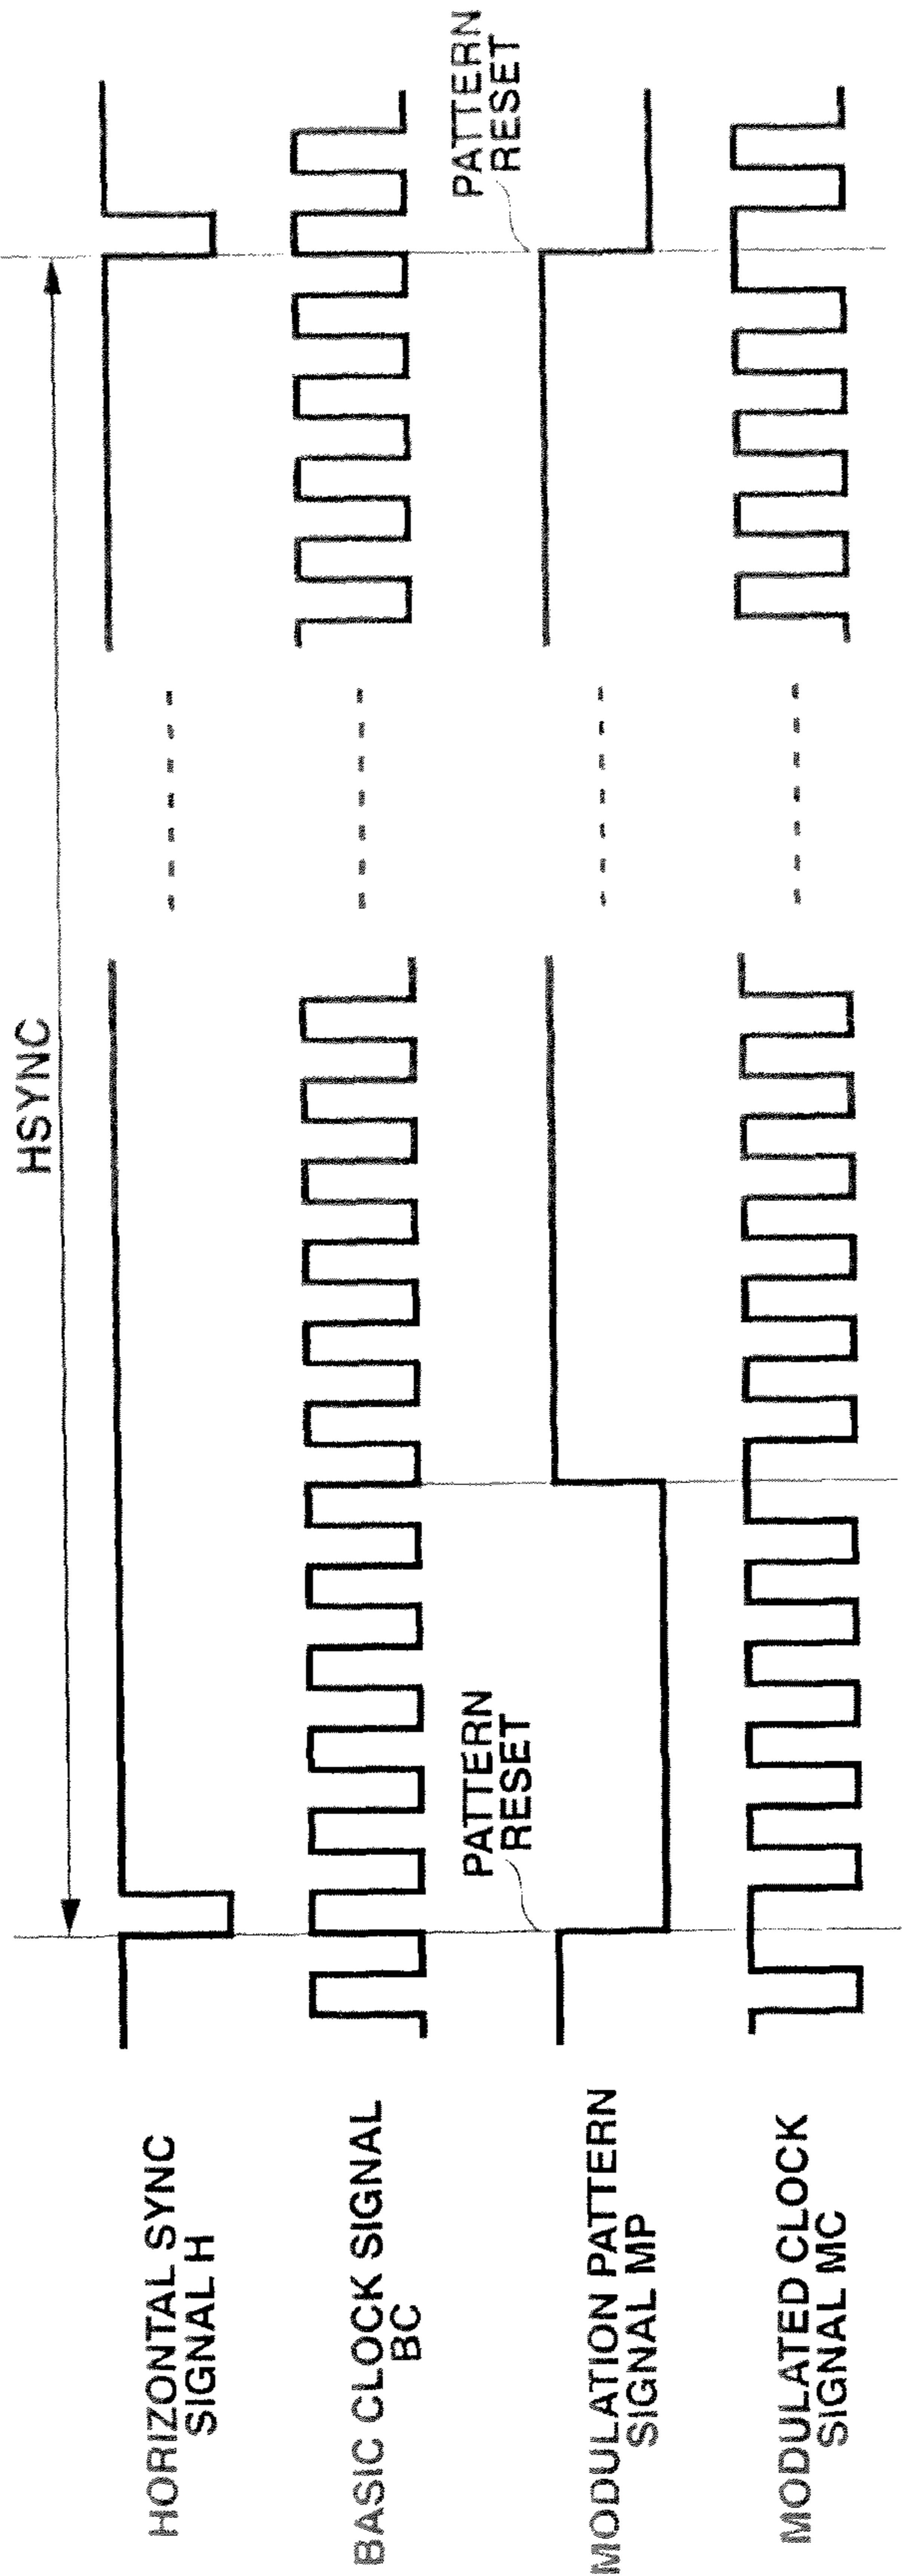 HSYNC
HORIZONTAL SYNC
SIGNAL H
BASIC CLOCK SIGNAL
BC
PATTERN
RESET
PATTERN
RESET
MODULATION PATTERN
SIGNAL MP
MODULATED CLOCK
SIGNAL MC